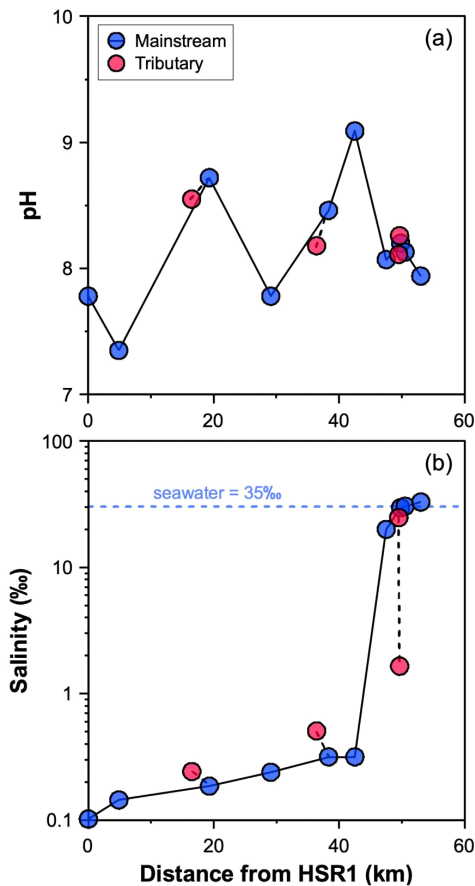 10
(a)
Mainstream
Tributary
9
pH
8
7
0
20
40
60
100
(b)
seawater = 35‰
10
Salinity (‰)
1
0.1
0
20
40
60
Distance from HSR1 (km)